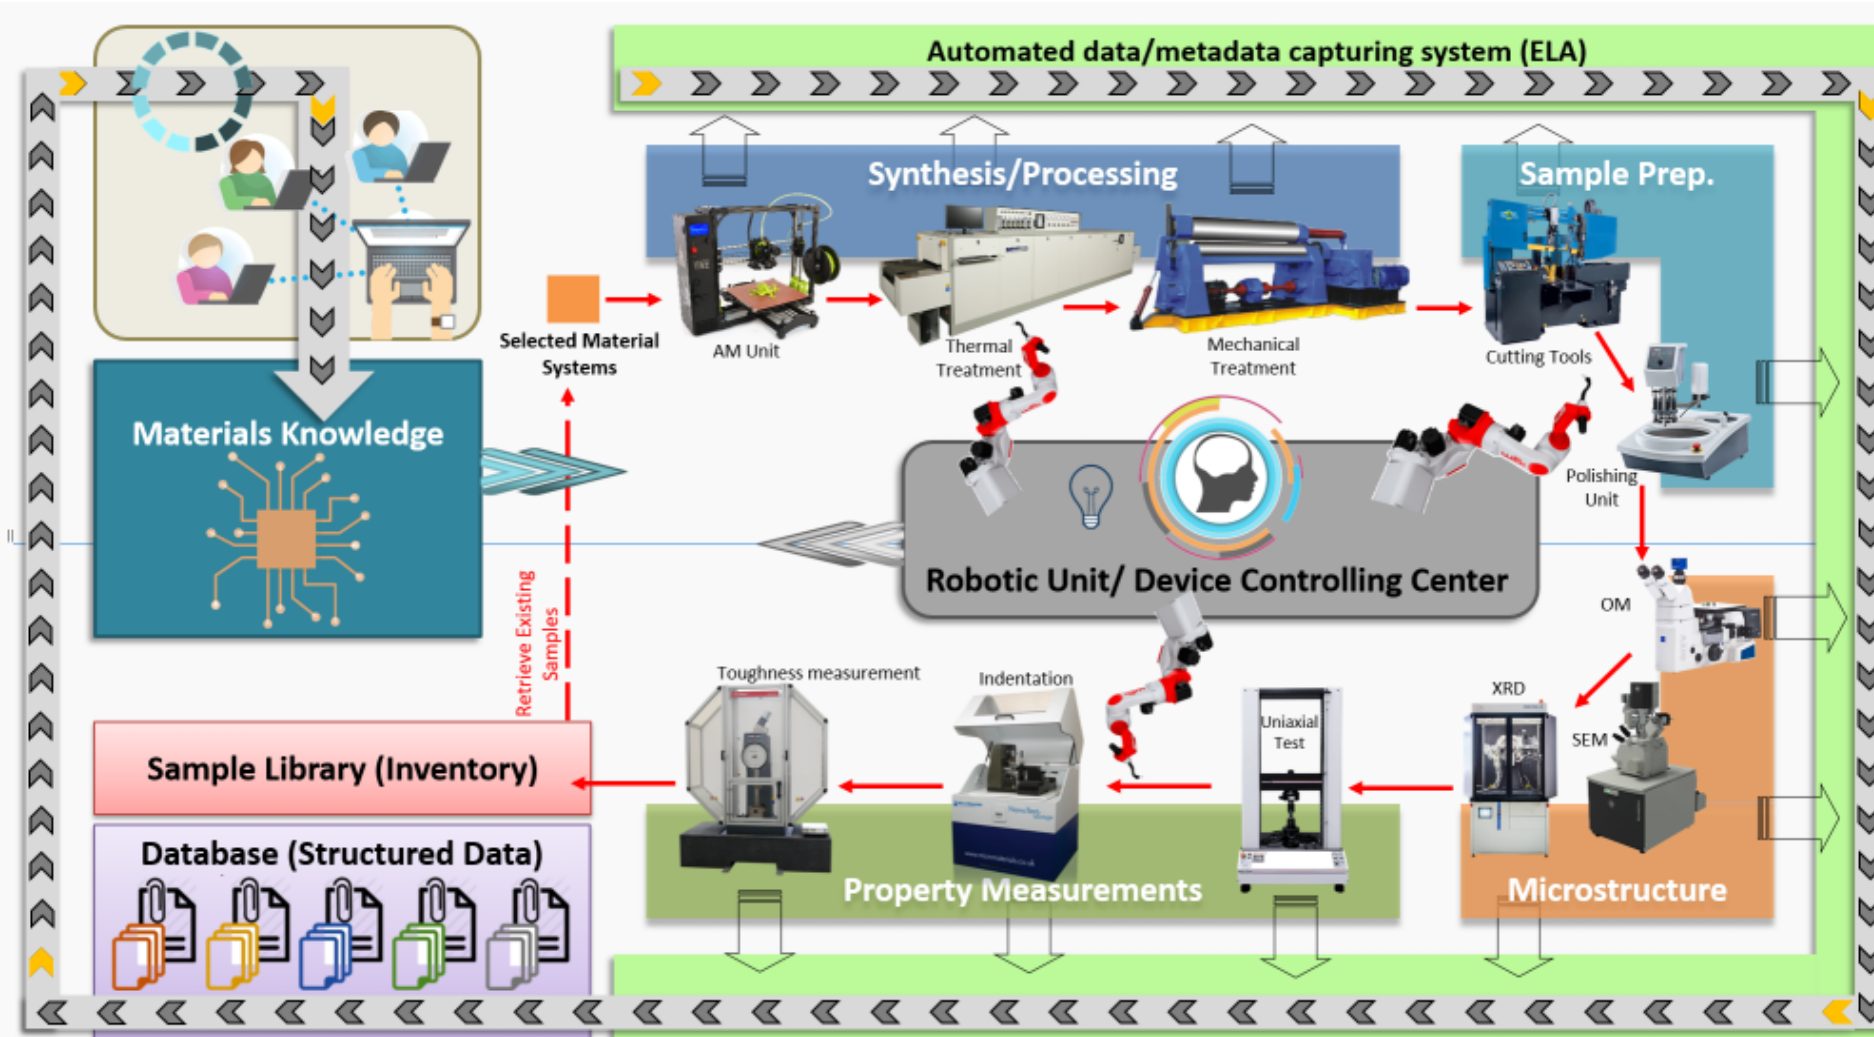 Automated data/metadata capturing system (ELA)
Synthesis/Processing
Sample Prep.
Selected Material
Systems
AM Unit
Thermal
Treatment
Mechanical
Treatment
Cutting Tools
Polishing
Unit
Materials Knowledge
Robotic Unit/ Device Controlling Center
OM
Retrieve Existing
Samples
Toughness measurement
Indentation
Uniaxial
Test
XRD
SEM
Sample Library (Inventory)
Property Measurements
Microstructure
Database (Structured Data)